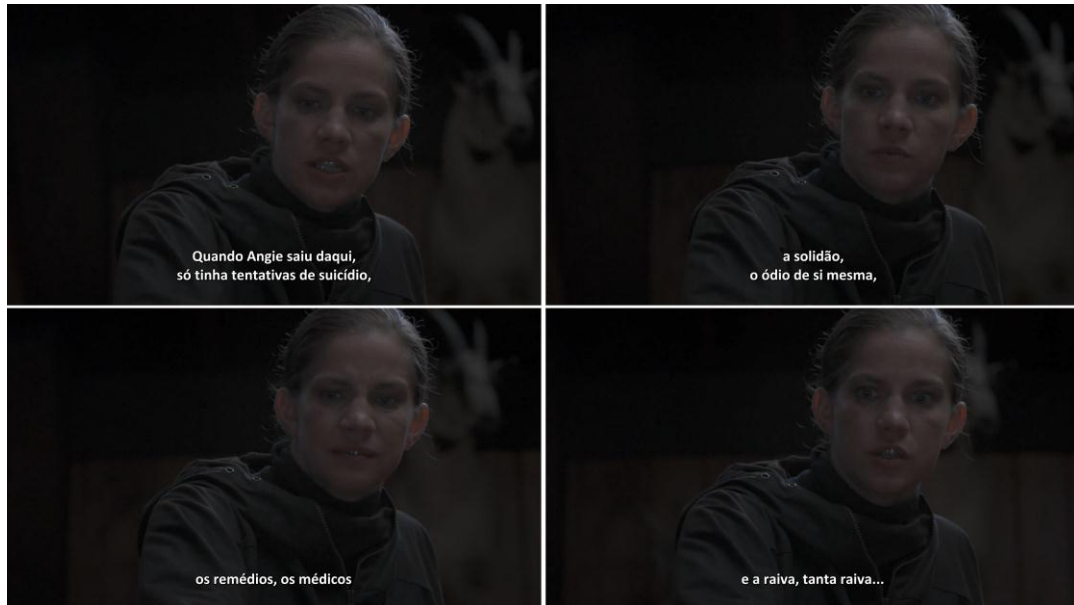 Quando Angie saiu daqui,
só tinha tentativas de suicídio,
a solidão,
o ódio de si mesma,
os remédios, os médicos
e a raiva, tanta raiva...